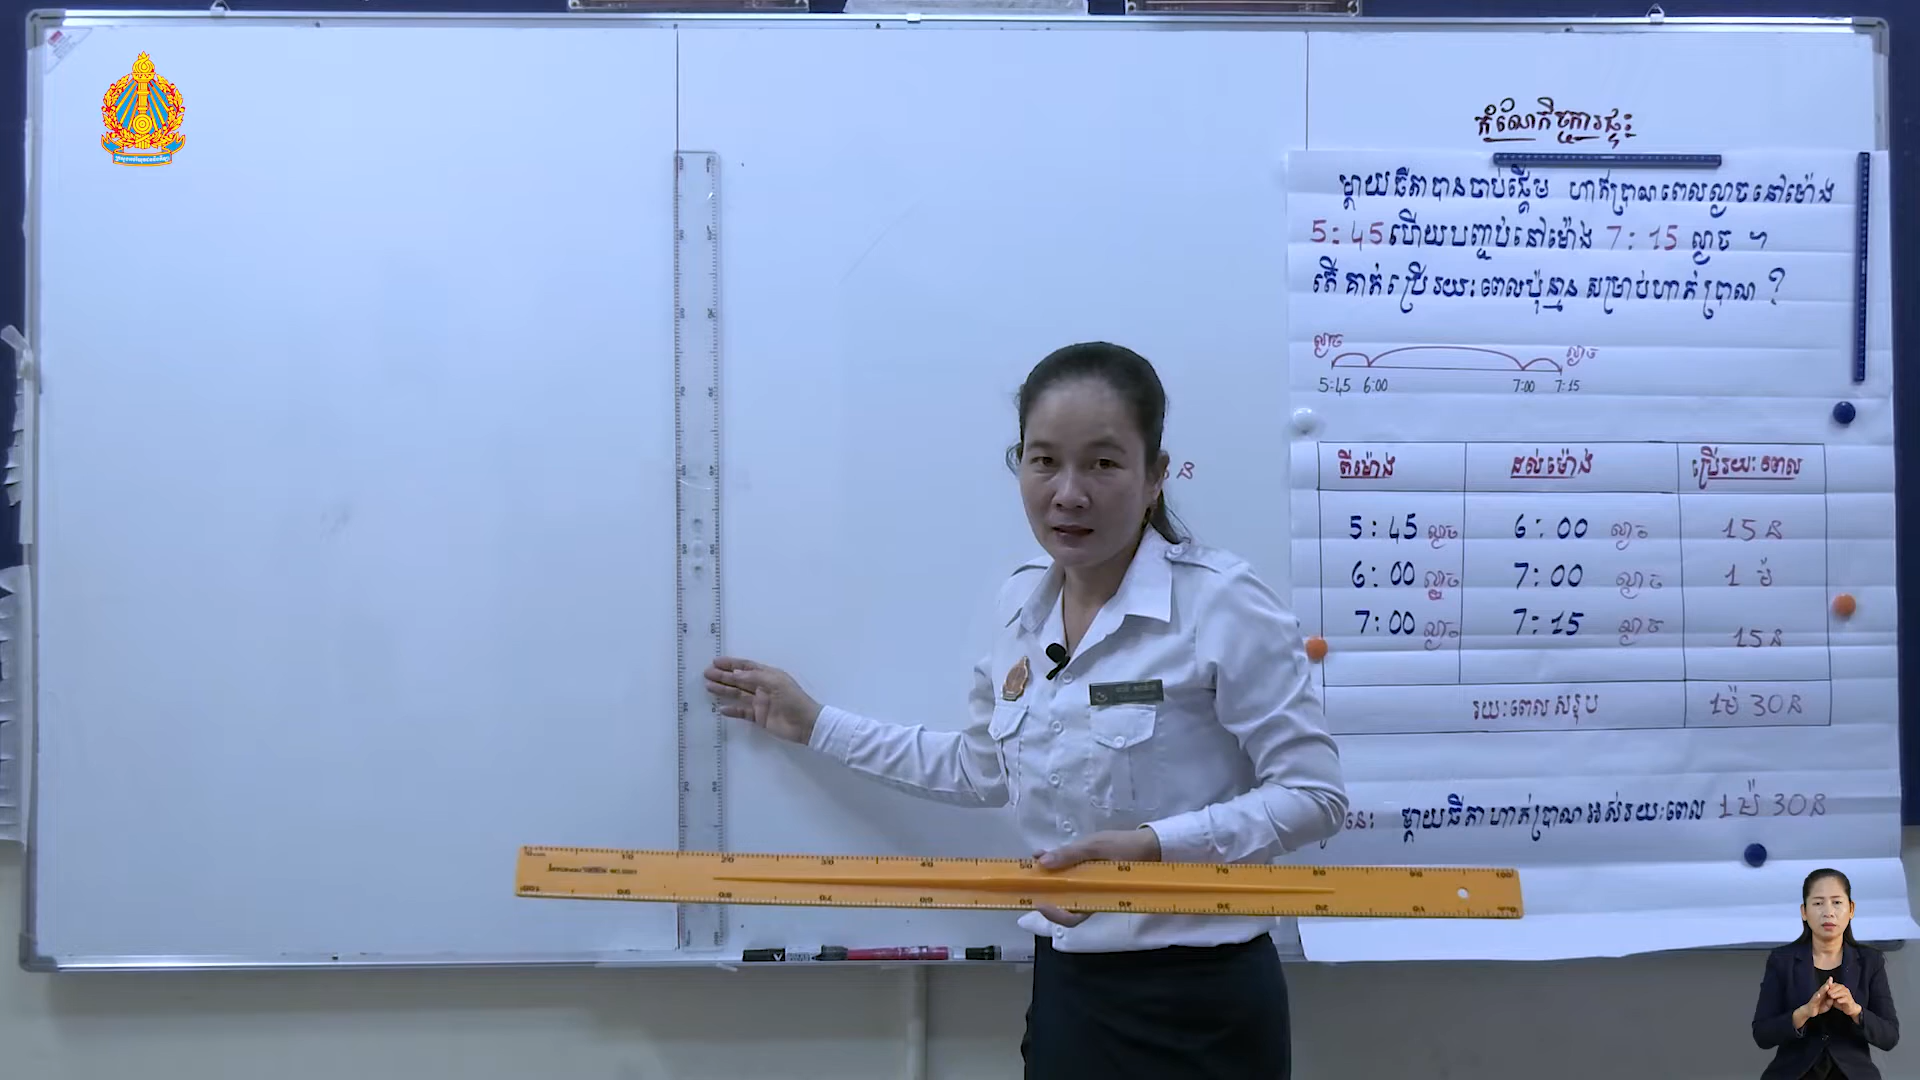 កំណែកិច្ចការផ្ទះ
ម្ដាយធីតាបានចាប់ផ្ដើម ហាត់ប្រាណពេលល្ងាចនៅម៉ោង
5:45 ហើយបញ្ចប់នៅម៉ោង 7:15 ល្ងាច ។
តើគាត់ប្រើរយៈពេលប៉ុន្មាន សម្រាប់ហាត់ប្រាណ ?
ល្ងាច ល្ងាច
5:45 6:00 7:00 7:15
ពីម៉ោង ដល់ម៉ោង ប្រើរយៈពេល
5:45 ល្ងាច 6:00 ល្ងាច 15 ន
6:00 ល្ងាច 7:00 ល្ងាច 1 ម៉
7:00 ល្ងាច 7:15 ល្ងាច 15 ន
រយៈពេលសរុប 1ម៉ 30ន
នេះ ម្ដាយធីតាហាត់ប្រាណអស់រយៈពេល 1ម៉ 30ន